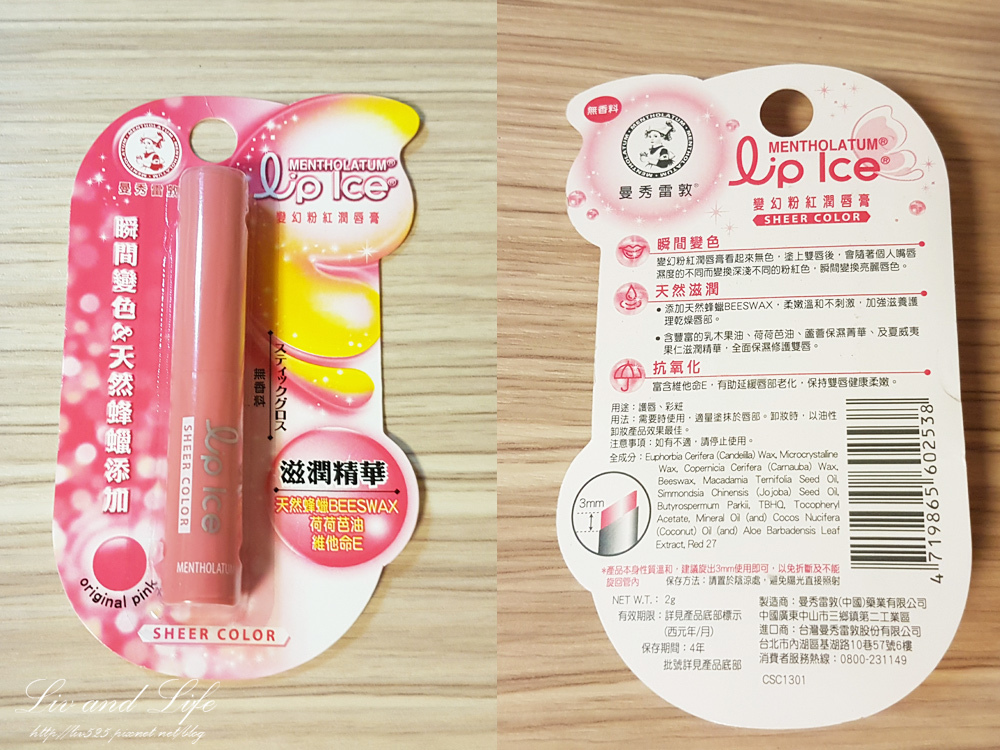 MENTHOLATUM
曼秀雷敦
MENTHOLATUM®
Lip Ice®
變幻粉紅潤唇膏
瞬間變色&天然蜂蠟添加
スティックグロス
無香料
lip Ice
SHEER COLOR
MENTHOLATUM
滋潤精華
天然蜂蠟BEESWAX
荷荷芭油
維他命E
original pink
SHEER COLOR
Liv and Life
http://liv525.pixnet.net/blog
無香料
MENTHOLATUM
曼秀雷敦®
MENTHOLATUM®
Lip Ice®
變幻粉紅潤唇膏
SHEER COLOR
瞬間變色
變幻粉紅潤唇膏看起來無色，塗上雙唇後，會隨著個人嘴唇
濕度的不同而變換深淺不同的粉紅色，瞬間變換亮麗唇色。
天然滋潤
• 添加天然蜂蠟BEESWAX，柔嫩溫和不刺激，加強滋養護
理乾燥唇部。
• 含豐富的乳木果油、荷荷芭油、蘆薈保濕菁華、及夏威夷
果仁滋潤精華，全面保濕修護雙唇。
抗氧化
富含維他命E，有助延緩唇部老化，保持雙唇健康柔嫩。
用途：護唇、彩粧
用法：需要時使用，適量塗抹於唇部。卸妝時，以油性
卸妝產品效果最佳。
注意事項：如有不適，請停止使用。
全成分：Euphorbia Cerifera (Candelilla) Wax, Microcrystaline
Wax, Copernicia Cerifera (Carnauba) Wax,
Beeswax, Macadamia Ternifolia Seed Oil,
Simmondsia Chinensis (Jojoba) Seed Oil,
Butyrospermum Parkii, TBHQ, Tocopheryl
Acetate, Mineral Oil (and) Cocos Nucifera
(Coconut) Oil (and) Aloe Barbadensis Leaf
Extract, Red 27
3mm
4719865602538
*產品本身性質溫和，建議旋出3mm使用即可，以免折斷及不能
旋回管內 保存方法：請置於陰涼處，避免陽光直接照射
NET W.T.：2g
有效期限：詳見產品底部標示
(西元年/月)
保存期間：4年
批號詳見產品底部
製造商：曼秀雷敦(中國)藥業有限公司
中國廣東中山市三鄉鎮第二工業區
進口商：台灣曼秀雷敦股份有限公司
台北市內湖區基湖路10巷57號6樓
消費者服務熱線：0800-231149
CSC1301